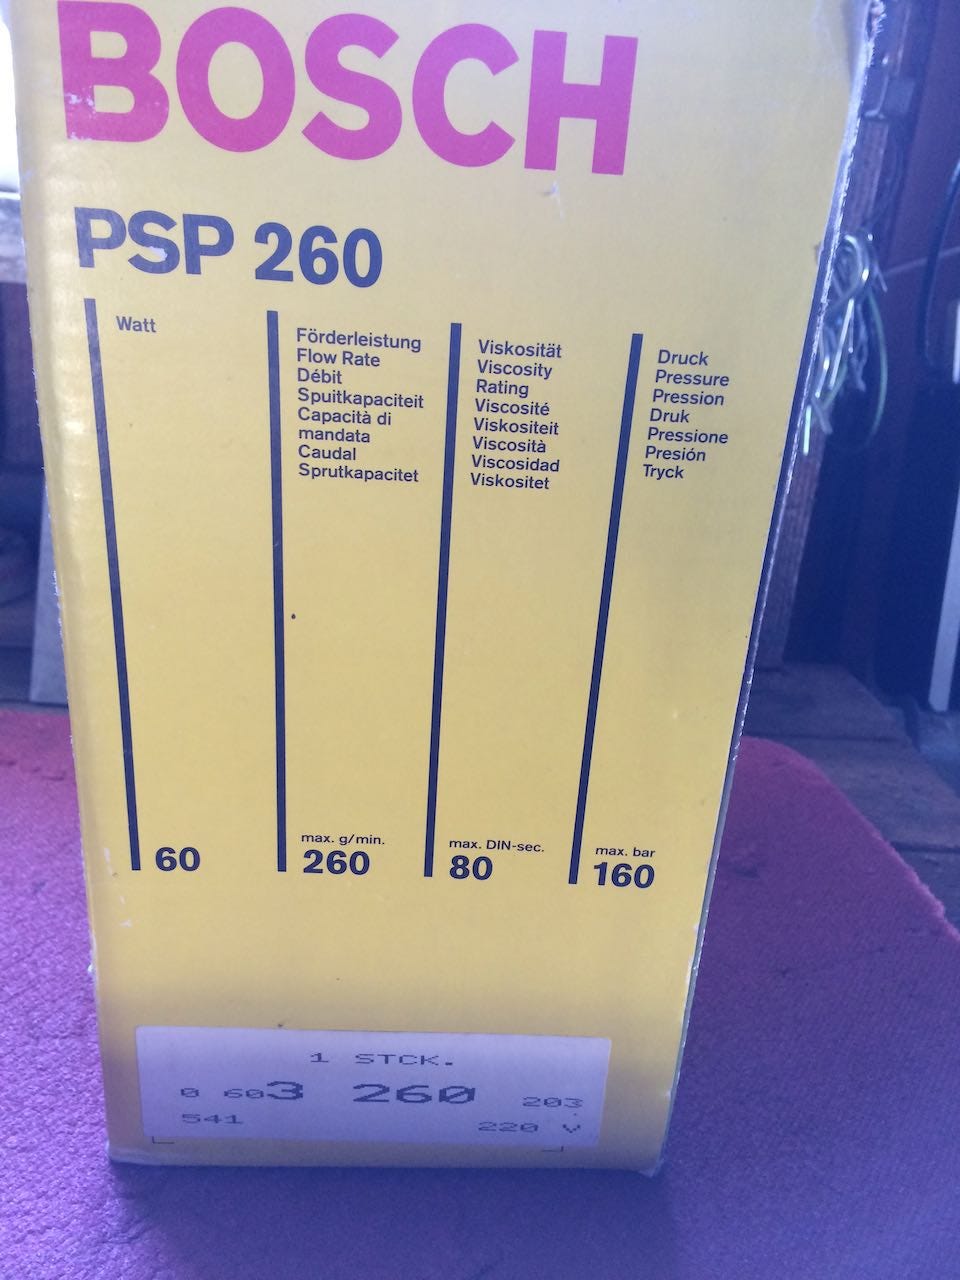 BOSCH
PSP 260
Watt
60
Förderleistung
Flow Rate
Débit
Spuitkapaciteit
Capacità di
mandata
Caudal
Sprutkapacitet
max. g/min.
260
Viskosität
Viscosity
Rating
Viscosité
Viskositeit
Viscosità
Viscosidad
Viskositet
max. DIN-sec.
80
Druck
Pressure
Pression
Druk
Pressione
Presión
Tryck
max. bar
160
1 STCK.
0 603 260 203
541 220 V